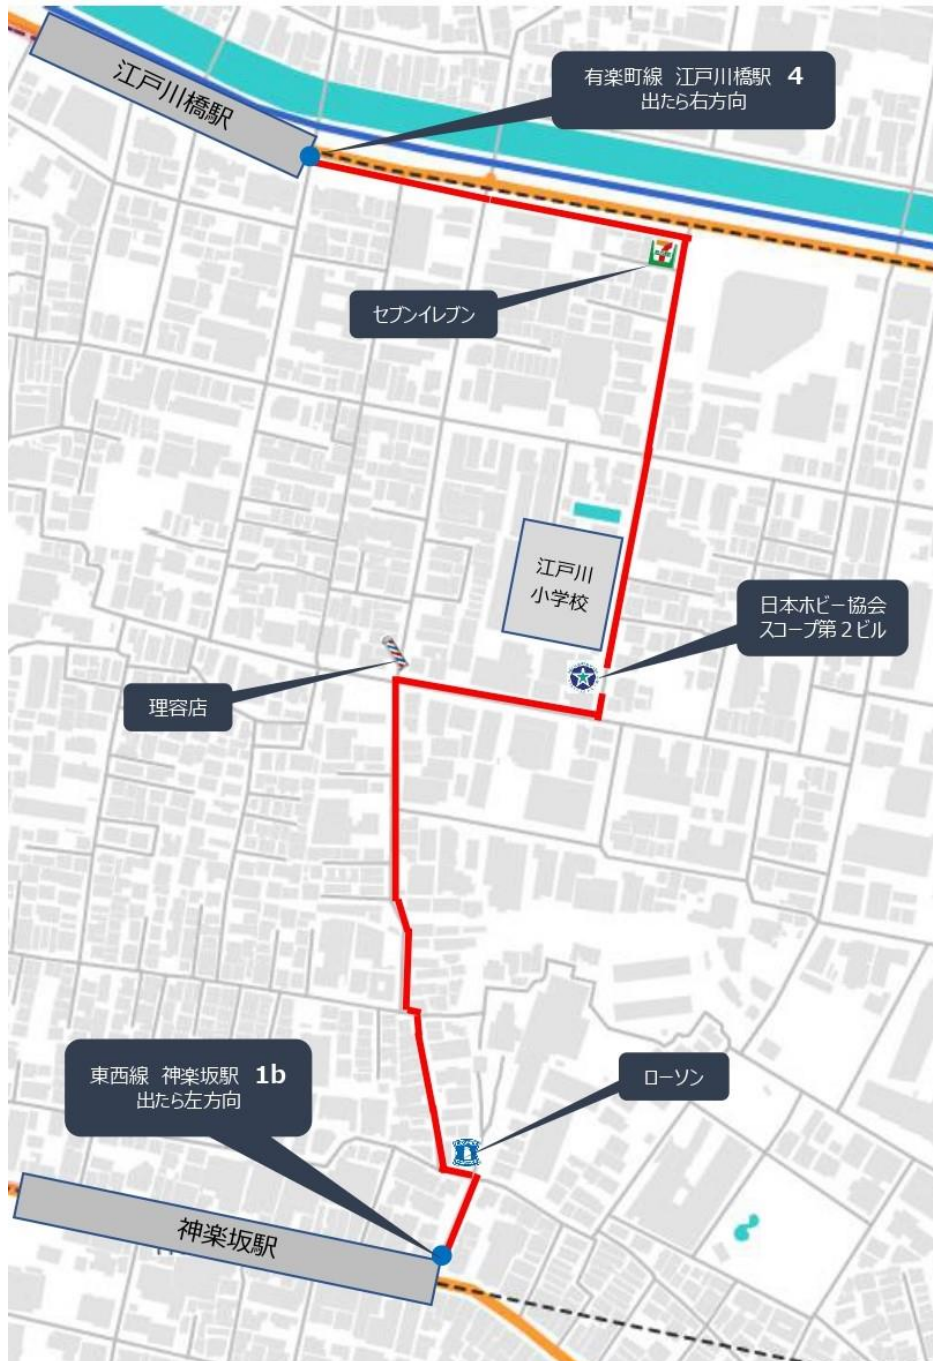 江戸川橋駅
有楽町線 江戸川橋駅 4
出たら右方向
セブンイレブン
江戸川
小学校
日本ホビー協会
スコープ第２ビル
理容店
東西線 神楽坂駅 1b
出たら左方向
ローソン
神楽坂駅